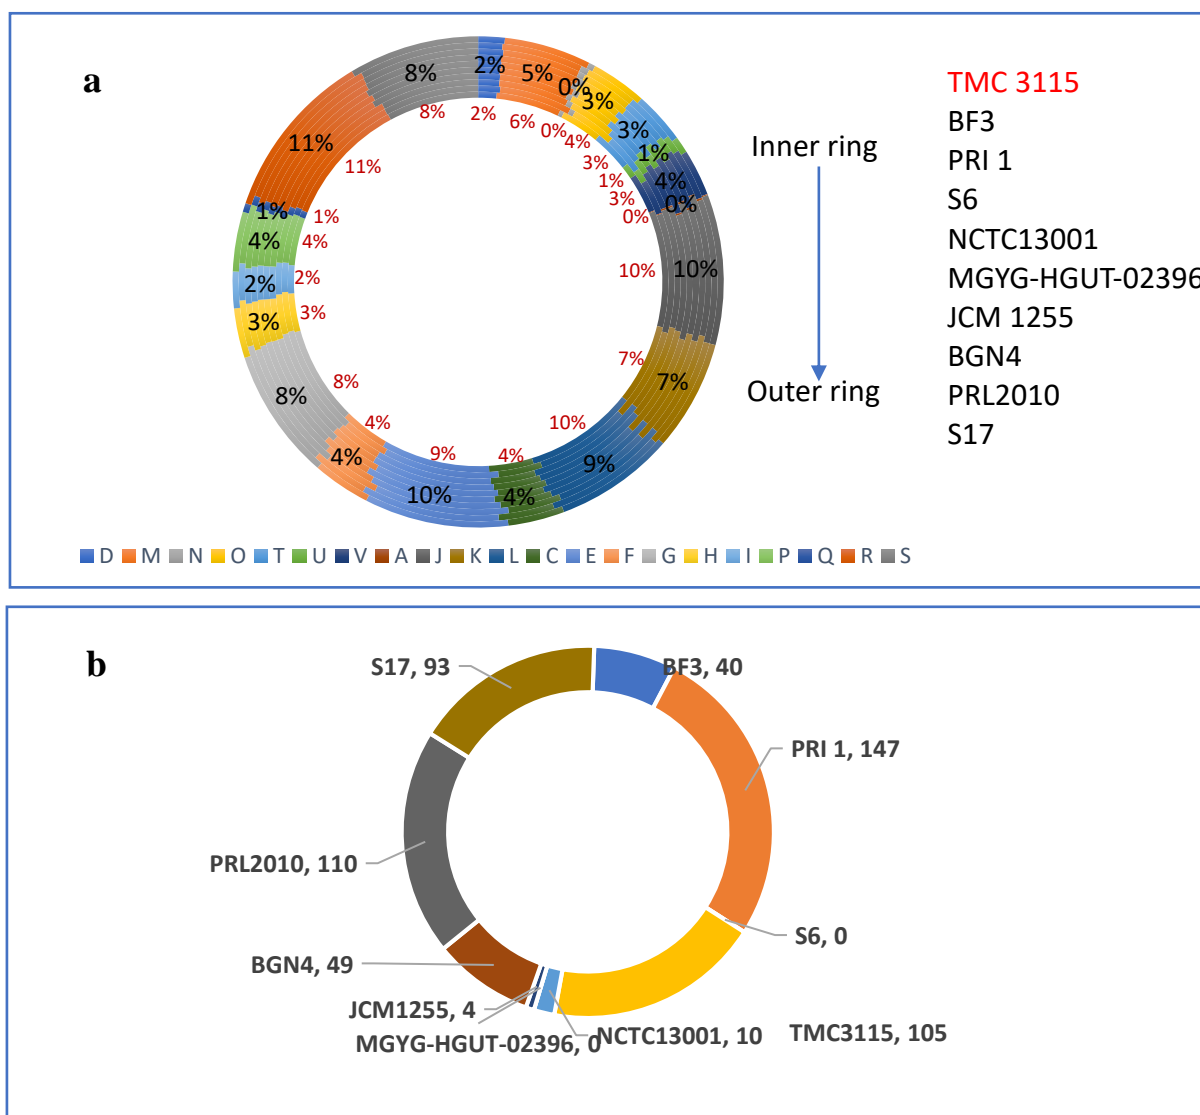 a
TMC 3115
BF3
PRI 1
S6
NCTC13001
MGYG-HGUT-02396
JCM 1255
BGN4
PRL2010
S17
Inner ring
Outer ring
2%
5%
0%
3%
3%
1%
4%
0%
10%
7%
9%
4%
10%
4%
8%
3%
2%
4%
1%
11%
8%
2%
6%
0%
4%
3%
1%
3%
0%
10%
7%
10%
4%
9%
4%
8%
3%
2%
4%
1%
11%
8%
D M N O T U V A J K L C E F G H I P Q R S
b
S17, 93
BF3, 40
PRI 1, 147
PRL2010, 110
S6, 0
BGN4, 49
JCM1255, 4
MGYG-HGUT-02396, 0
NCTC13001, 10
TMC3115, 105